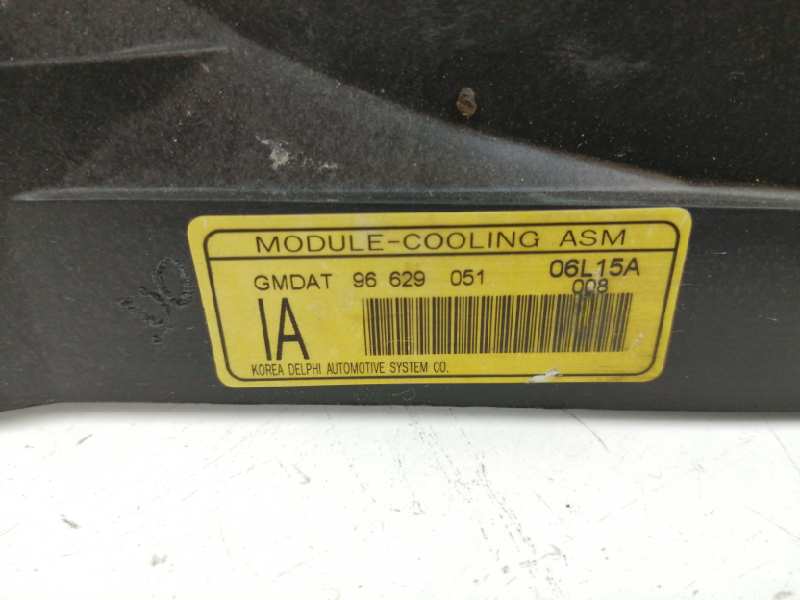 MODULE-COOLING ASM
GMDAT 96 629 051 06L15A
008
IA
KOREA DELPHI AUTOMOTIVE SYSTEM CO.